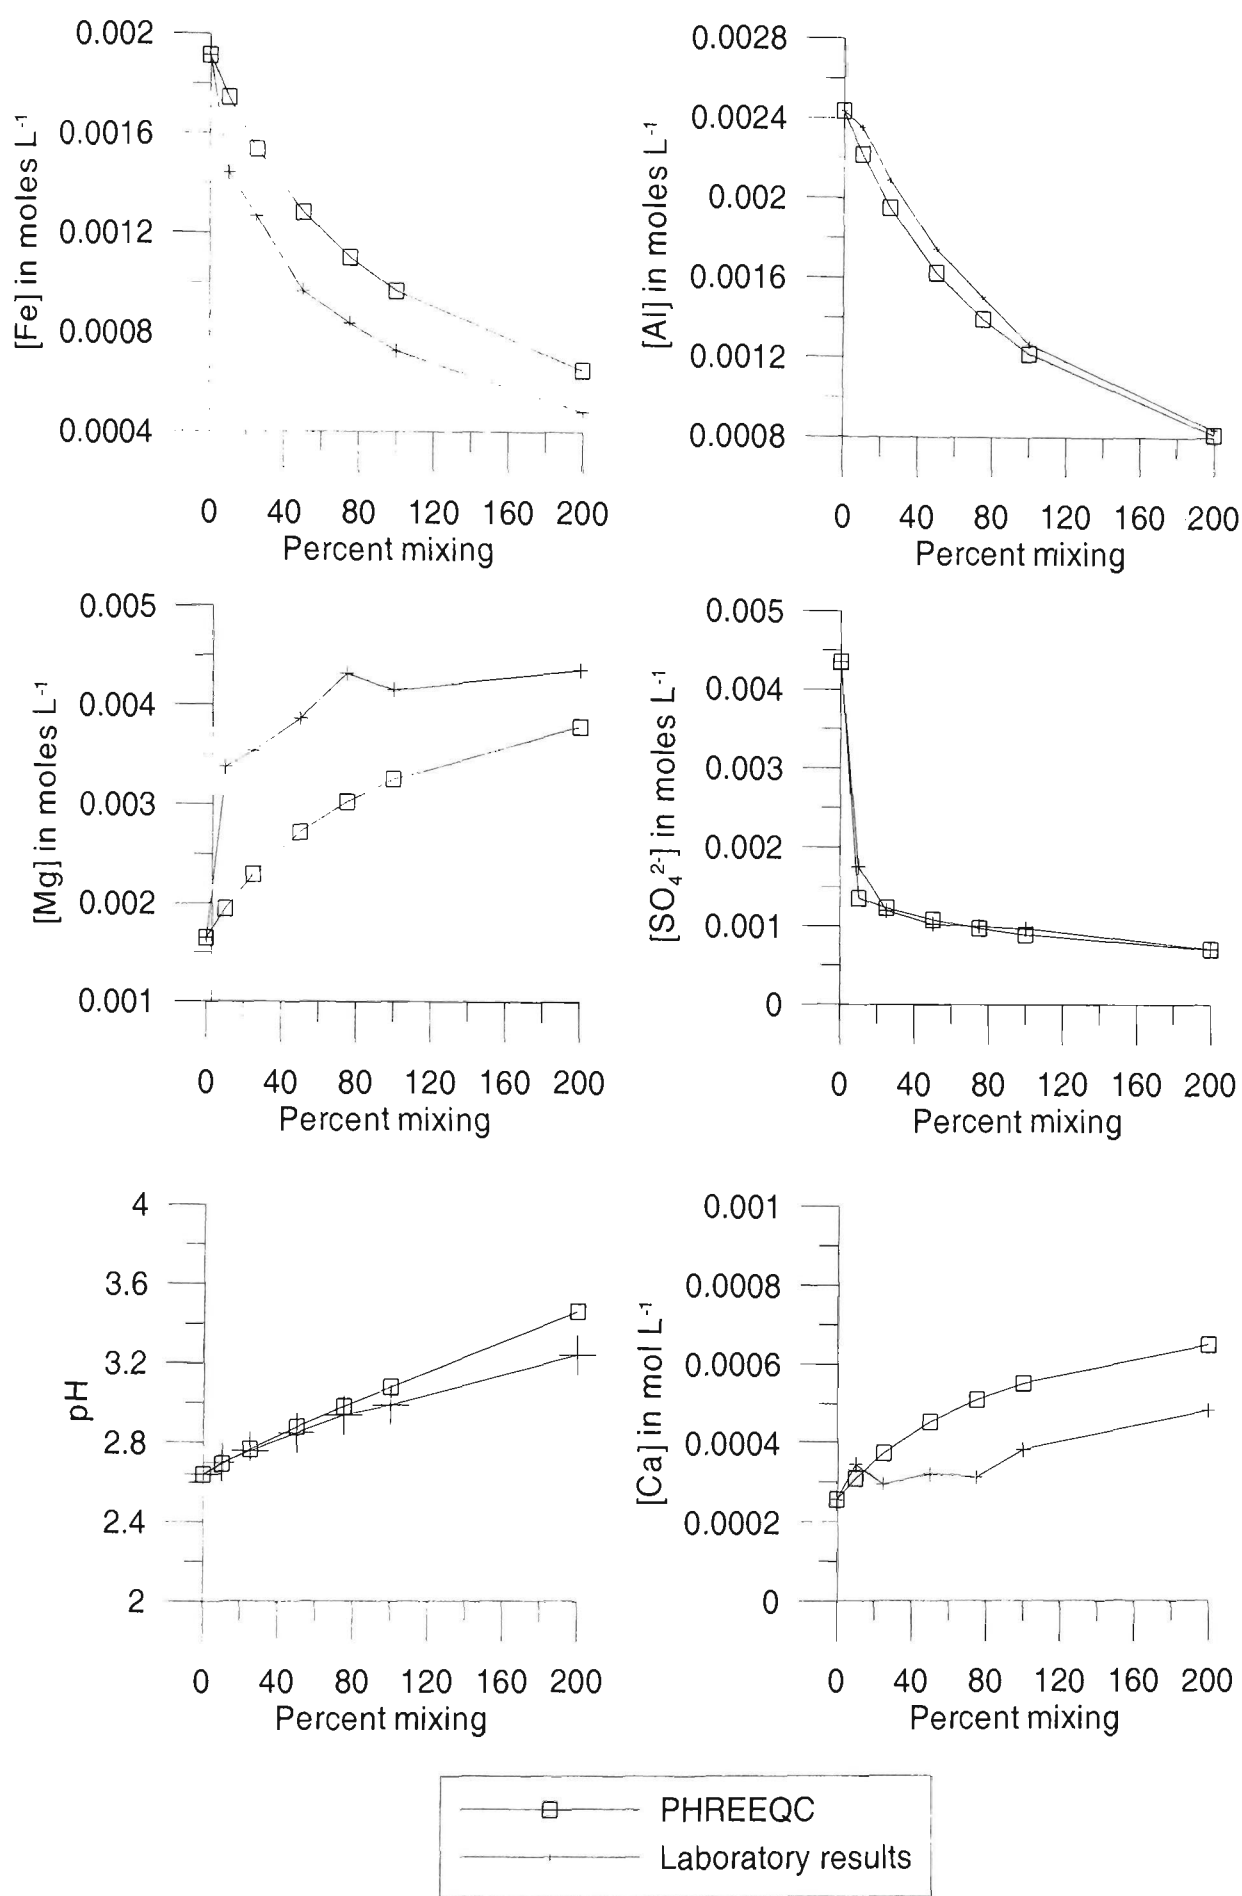 [Fe] in moles L⁻¹
0.002
0.0016
0.0012
0.0008
0.0004
0 40 80 120 160 200
Percent mixing
[Al] in moles L⁻¹
0.0028
0.0024
0.002
0.0016
0.0012
0.0008
0 40 80 120 160 200
Percent mixing
[Mg] in moles L⁻¹
0.005
0.004
0.003
0.002
0.001
0 40 80 120 160 200
Percent mixing
[SO₄²⁻] in moles L⁻¹
0.005
0.004
0.003
0.002
0.001
0
0 40 80 120 160 200
Percent mixing
pH
4
3.6
3.2
2.8
2.4
2
0 40 80 120 160 200
Percent mixing
[Ca] in mol L⁻¹
0.001
0.0008
0.0006
0.0004
0.0002
0
0 40 80 120 160 200
Percent mixing
PHREEQC
Laboratory results